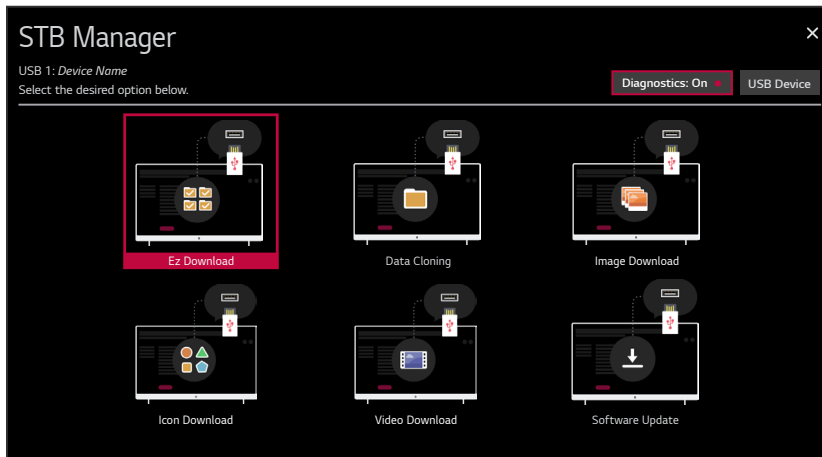 STB Manager
USB 1: Device Name
Select the desired option below.
Diagnostics: On
USB Device
Ez Download
Data Cloning
Image Download
Icon Download
Video Download
Software Update